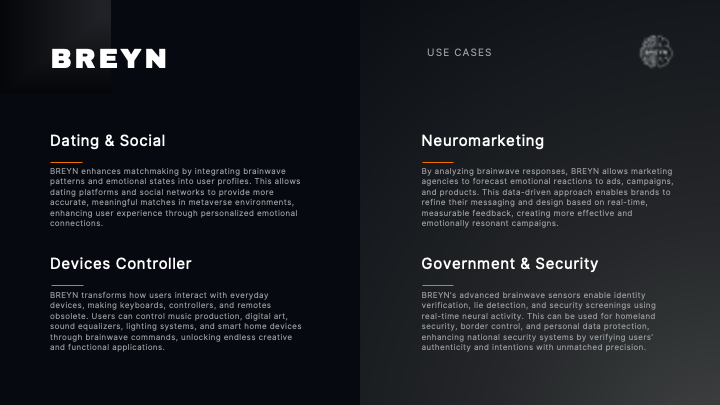 BREYN
USE CASES
Dating & Social
BREYN enhances matchmaking by integrating brainwave
patterns and emotional states into user profiles. This allows
dating platforms and social networks to provide more
accurate, meaningful matches in metaverse environments,
enhancing user experience through personalized emotional
connections.
Neuromarketing
By analyzing brainwave responses, BREYN allows marketing
agencies to forecast emotional reactions to ads, campaigns,
and products. This data-driven approach enables brands to
refine their messaging and design based on real-time,
measurable feedback, creating more effective and
emotionally resonant campaigns.
Devices Controller
BREYN transforms how users interact with everyday
devices, making keyboards, controllers, and remotes
obsolete. Users can control music production, digital art,
sound equalizers, lighting systems, and smart home devices
through brainwave commands, unlocking endless creative
and functional applications.
Government & Security
BREYN's advanced brainwave sensors enable identity
verification, lie detection, and security screenings using
real-time neural activity. This can be used for homeland
security, border control, and personal data protection,
enhancing national security systems by verifying users'
authenticity and intentions with unmatched precision.